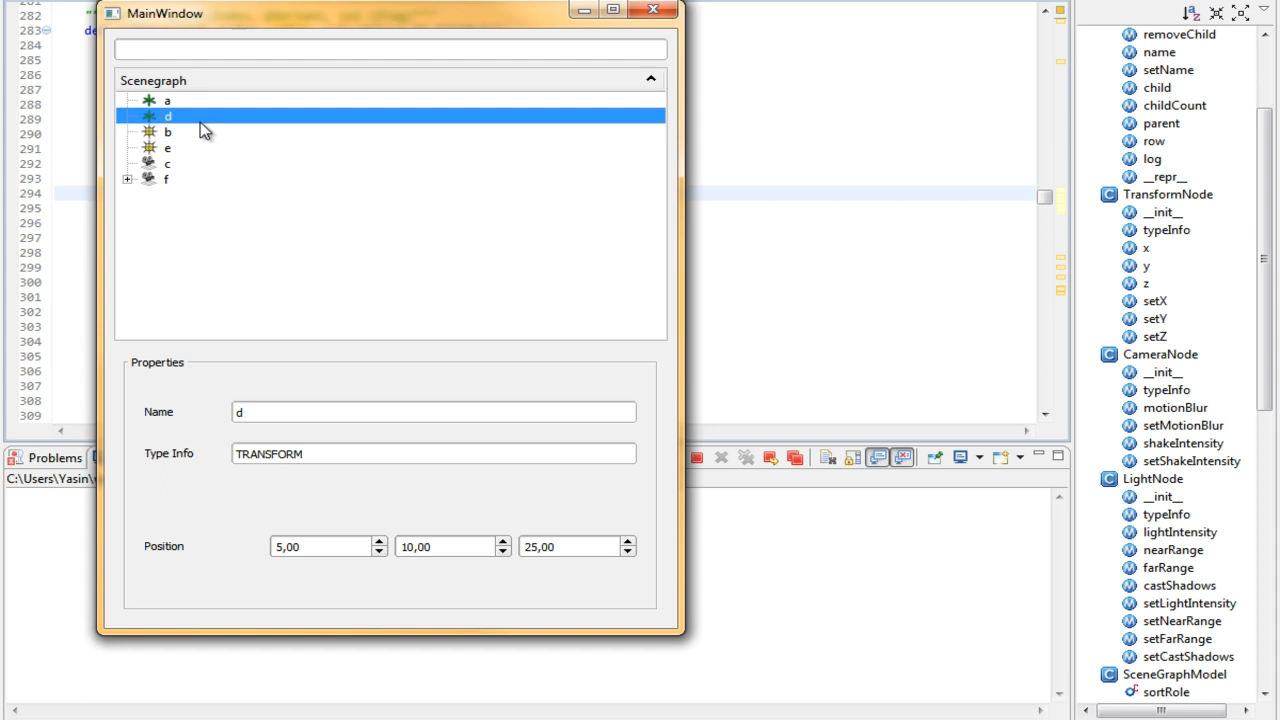 281
282
283
de
284
285
286
287
288
289
290
291
292
293
294
295
296
297
298
299
300
301
302
303
304
305
306
307
308
309
MainWindow
Scenegraph
a
d
b
e
c
f
Properties
Name
d
Type Info
TRANSFORM
Position
5,00
10,00
25,00
Problems
C:\Users\Yasin\
removeChild
name
setName
child
childCount
parent
row
log
__repr__
TransformNode
__init__
typeInfo
x
y
z
setX
setY
setZ
CameraNode
__init__
typeInfo
motionBlur
setMotionBlur
shakeIntensity
setShakeIntensity
LightNode
__init__
typeInfo
lightIntensity
nearRange
farRange
castShadows
setLightIntensity
setNearRange
setFarRange
setCastShadows
SceneGraphModel
sortRole